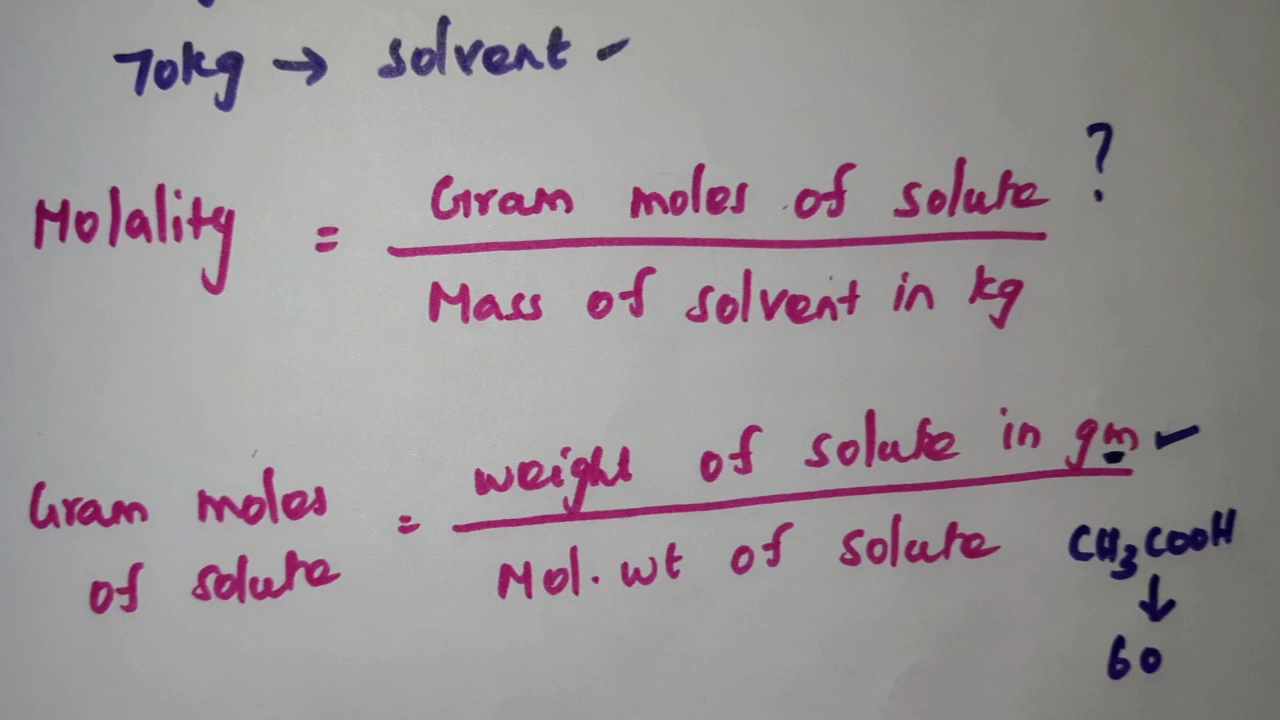 70kg → solvent
Molality = Gram moles of solute ?
Mass of solvent in kg
Gram moles of solute = weight of solute in gm
Mol. wt of solute
CH3COOH
↓
60